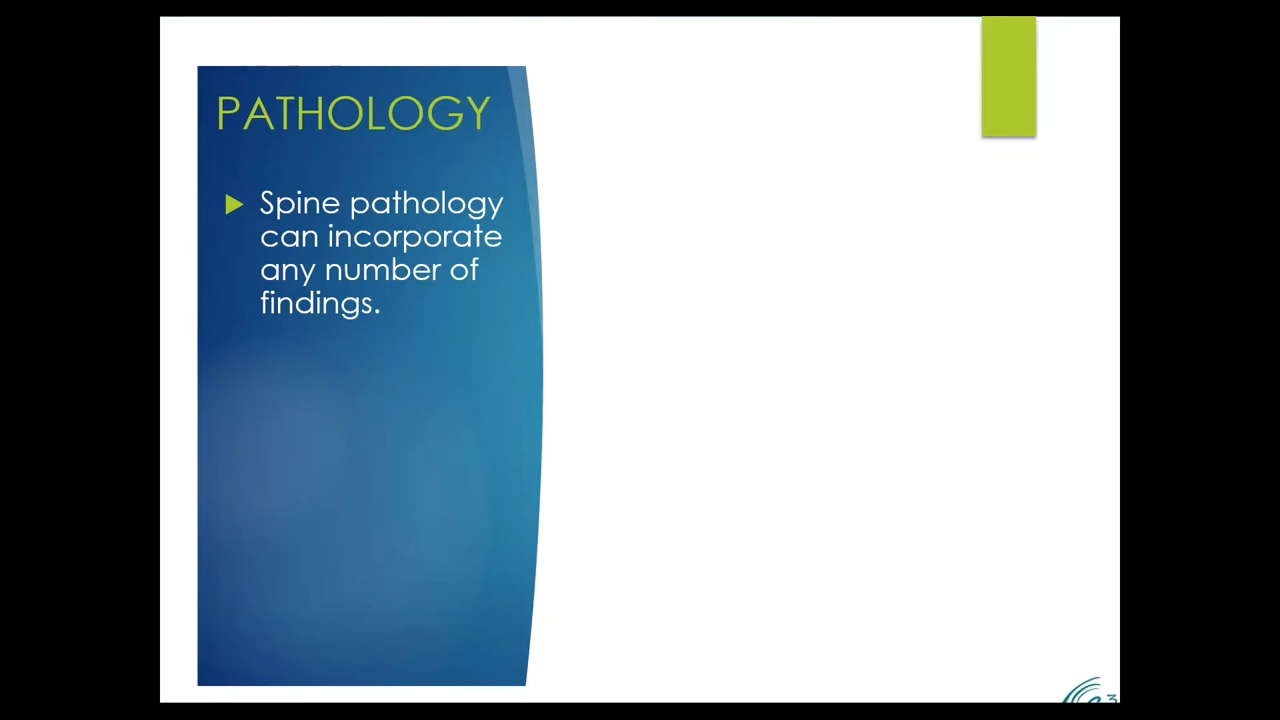 PATHOLOGY
Spine pathology
can incorporate
any number of
findings.